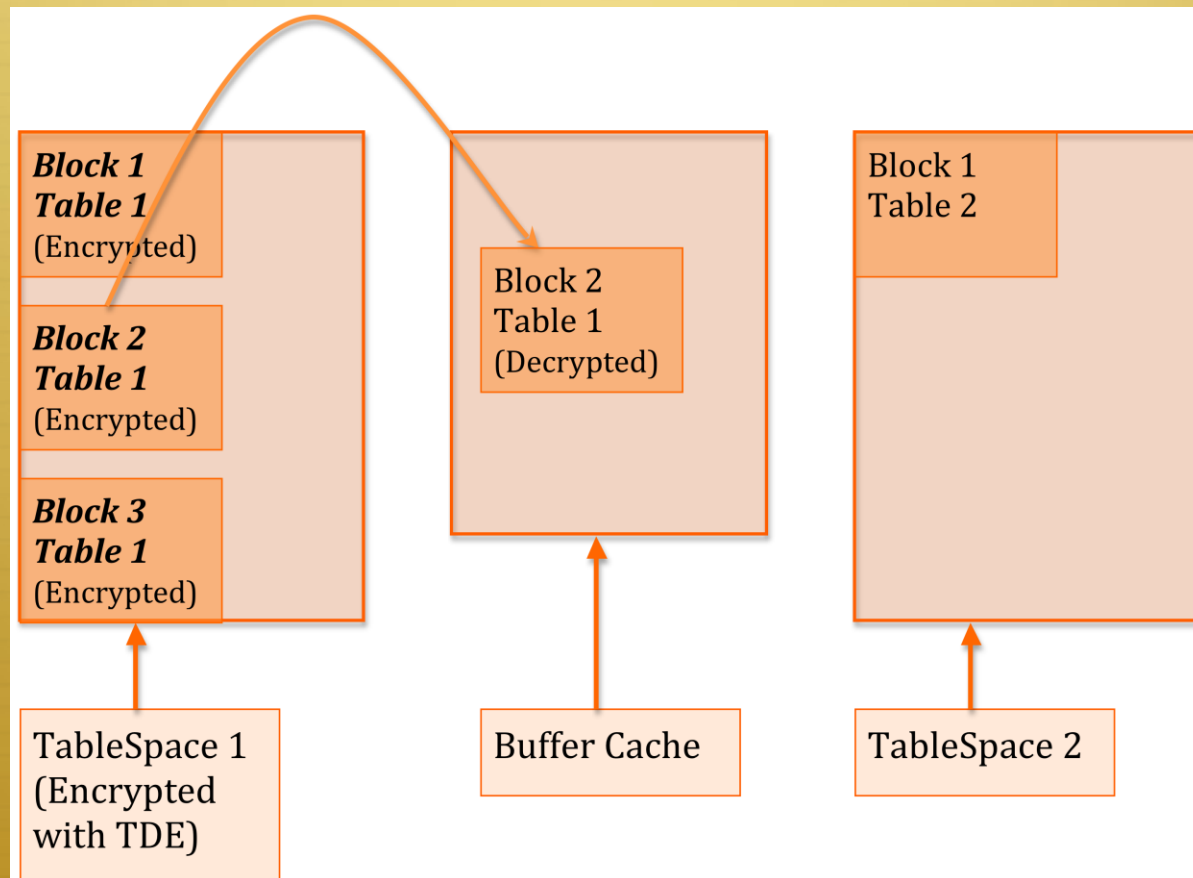 Block 1
Table 1
(Encrypted)
Block 2
Table 1
(Encrypted)
Block 3
Table 1
(Encrypted)
TableSpace 1
(Encrypted
with TDE)
Block 2
Table 1
(Decrypted)
Buffer Cache
Block 1
Table 2
TableSpace 2